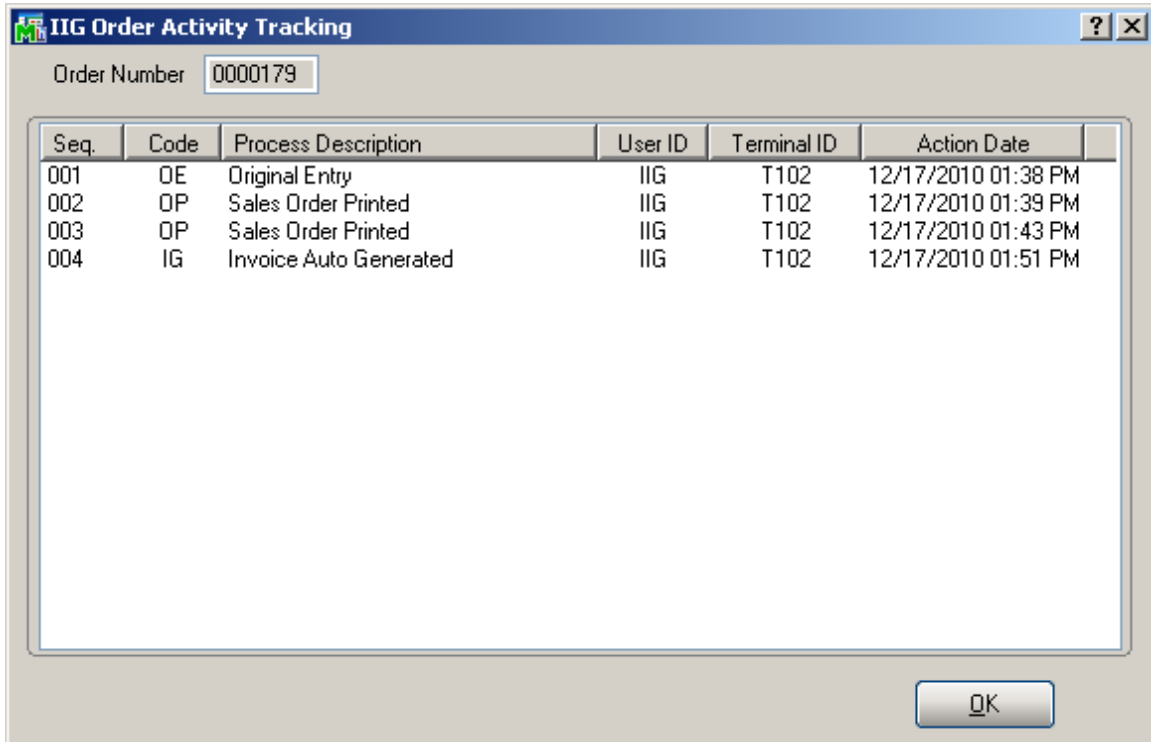 IIG Order Activity Tracking
Order Number 0000179
Seq. Code Process Description User ID Terminal ID Action Date
001 OE Original Entry IIG T102 12/17/2010 01:38 PM
002 OP Sales Order Printed IIG T102 12/17/2010 01:39 PM
003 OP Sales Order Printed IIG T102 12/17/2010 01:43 PM
004 IG Invoice Auto Generated IIG T102 12/17/2010 01:51 PM
OK